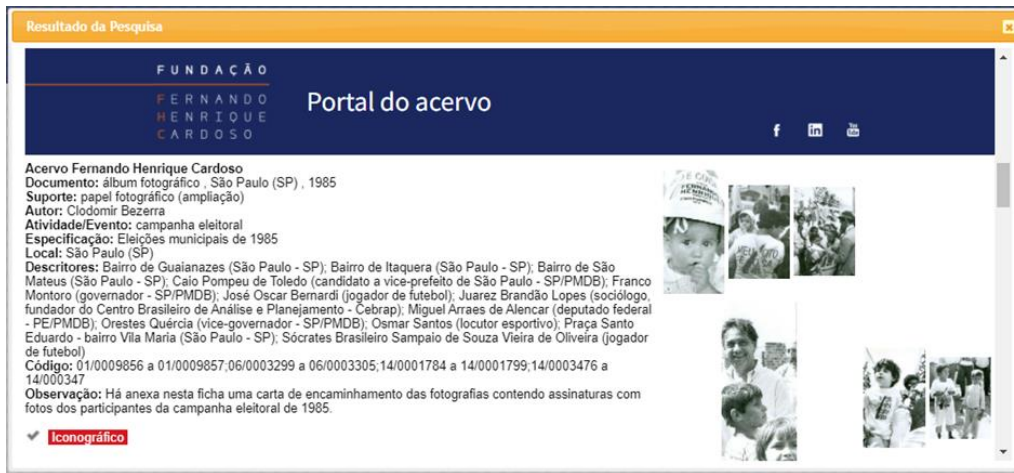 Resultado da Pesquisa
FUNDAÇÃO
FERNANDO
HENRIQUE
CARDOSO
Portal do acervo
Acervo Fernando Henrique Cardoso
Documento: álbum fotográfico , São Paulo (SP) , 1985
Suporte: papel fotográfico (ampliação)
Autor: Clodomir Bezerra
Atividade/Evento: campanha eleitoral
Especificação: Eleições municipais de 1985
Local: São Paulo (SP)
Descritores: Bairro de Guaianazes (São Paulo - SP); Bairro de Itaquera (São Paulo - SP); Bairro de São
Mateus (São Paulo - SP); Caio Pompeu de Toledo (candidato a vice-prefeito de São Paulo - SP/PMDB); Franco
Montoro (governador - SP/PMDB); José Oscar Bernardi (jogador de futebol); Juarez Brandão Lopes (sociólogo,
fundador do Centro Brasileiro de Análise e Planejamento - Cebrap); Miguel Arraes de Alencar (deputado federal
- PE/PMDB); Orestes Quércia (vice-governador - SP/PMDB); Osmar Santos (locutor esportivo); Praça Santo
Eduardo - bairro Vila Maria (São Paulo - SP); Sócrates Brasileiro Sampaio de Souza Vieira de Oliveira (jogador
de futebol)
Código: 01/0009856 a 01/0009857;06/0003299 a 06/0003305;14/0001784 a 14/0001799;14/0003476 a
14/000347
Observação: Há anexa nesta ficha uma carta de encaminhamento das fotografias contendo assinaturas com
fotos dos participantes da campanha eleitoral de 1985.
Iconográfico